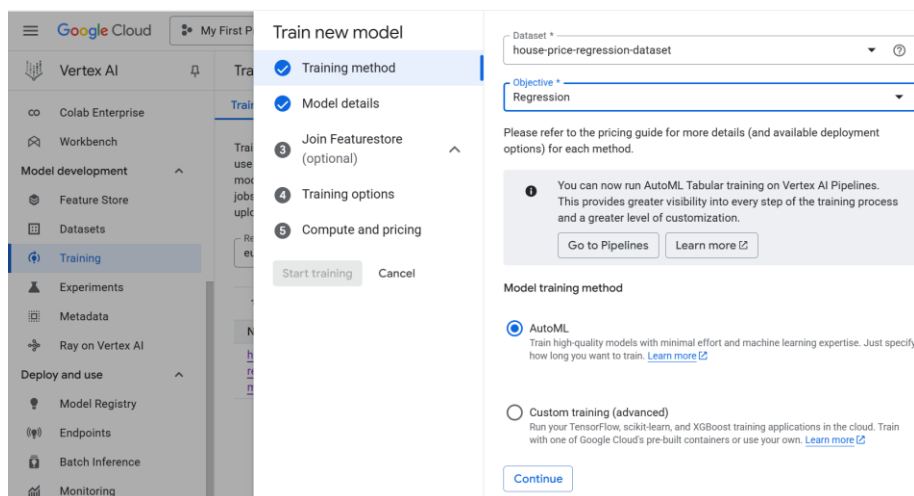 Google Cloud
My First P
Vertex AI
Colab Enterprise
Workbench
Model development
Feature Store
Datasets
Training
Experiments
Metadata
Ray on Vertex AI
Deploy and use
Model Registry
Endpoints
Batch Inference
Monitoring
Train new model
Training method
Model details
3 Join Featurestore
(optional)
4 Training options
5 Compute and pricing
Start training Cancel
Dataset *
house-price-regression-dataset
Objective *
Regression
Please refer to the pricing guide for more details (and available deployment
options) for each method.
You can now run AutoML Tabular training on Vertex AI Pipelines.
This provides greater visibility into every step of the training process
and a greater level of customization.
Go to Pipelines Learn more
Model training method
AutoML
Train high-quality models with minimal effort and machine learning expertise. Just specify
how long you want to train. Learn more
Custom training (advanced)
Run your TensorFlow, scikit-learn, and XGBoost training applications in the cloud. Train
with one of Google Cloud's pre-built containers or use your own. Learn more
Continue